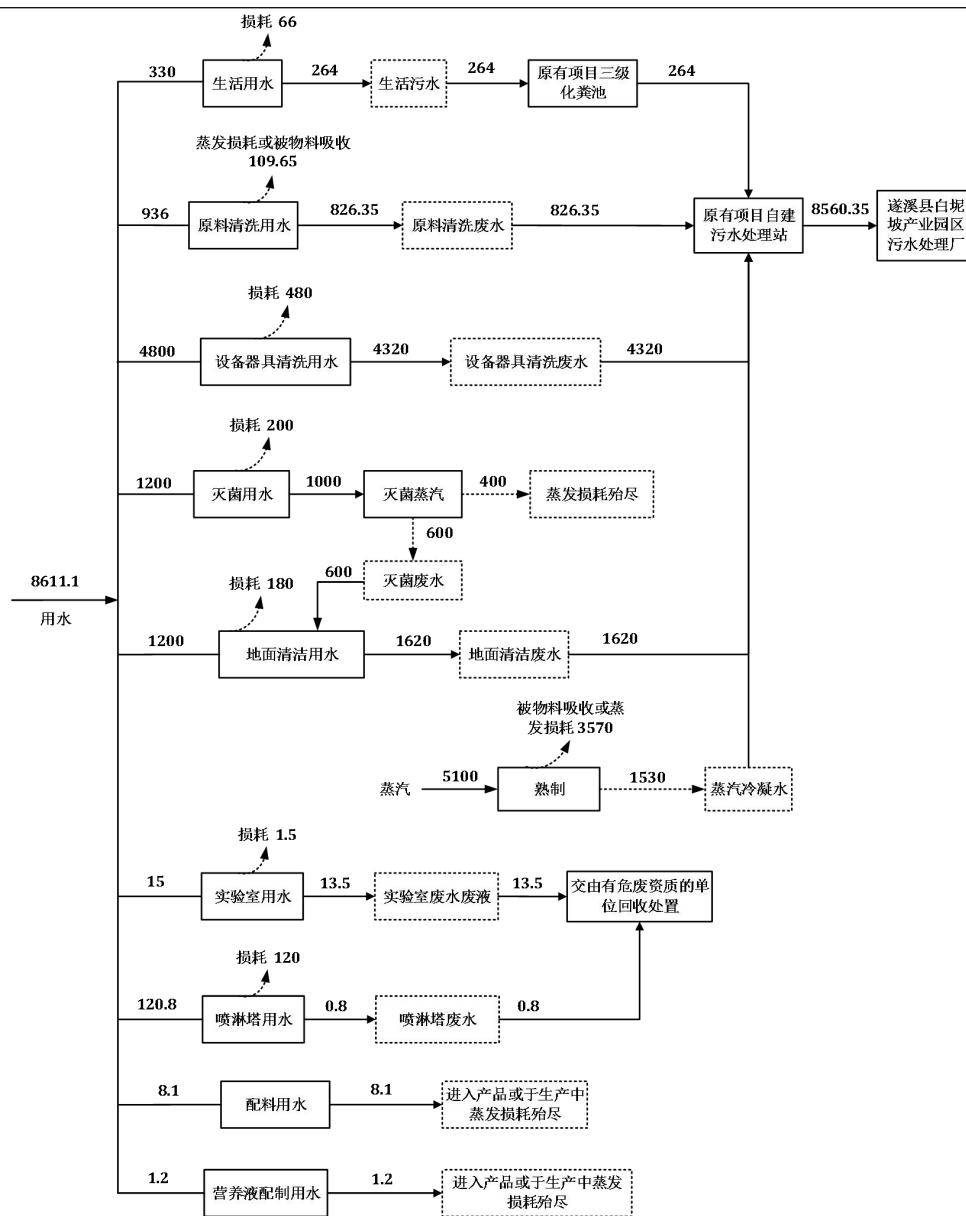 损耗 66
330
生活用水
264
生活污水
264
原有项目三级
化粪池
264
蒸发损耗或被物料吸收
109.65
936
原料清洗用水
826.35
原料清洗废水
826.35
原有项目自建
污水处理站
8560.35
遂溪县白坭
坡产业园区
污水处理厂
损耗 480
4800
设备器具清洗用水
4320
设备器具清洗废水
4320
损耗 200
1200
灭菌用水
1000
灭菌蒸汽
400
蒸发损耗殆尽
600
8611.1
用水
损耗 180
600
灭菌废水
1200
地面清洁用水
1620
地面清洁废水
1620
被物料吸收或蒸
发损耗 3570
蒸汽
5100
熟制
1530
蒸汽冷凝水
损耗 1.5
15
实验室用水
13.5
实验室废水废液
13.5
交由有危废资质的单
位回收处置
损耗 120
120.8
喷淋塔用水
0.8
喷淋塔废水
0.8
8.1
配料用水
8.1
进入产品或于生产中
蒸发损耗殆尽
1.2
营养液配制用水
1.2
进入产品或于生产中蒸发
损耗殆尽